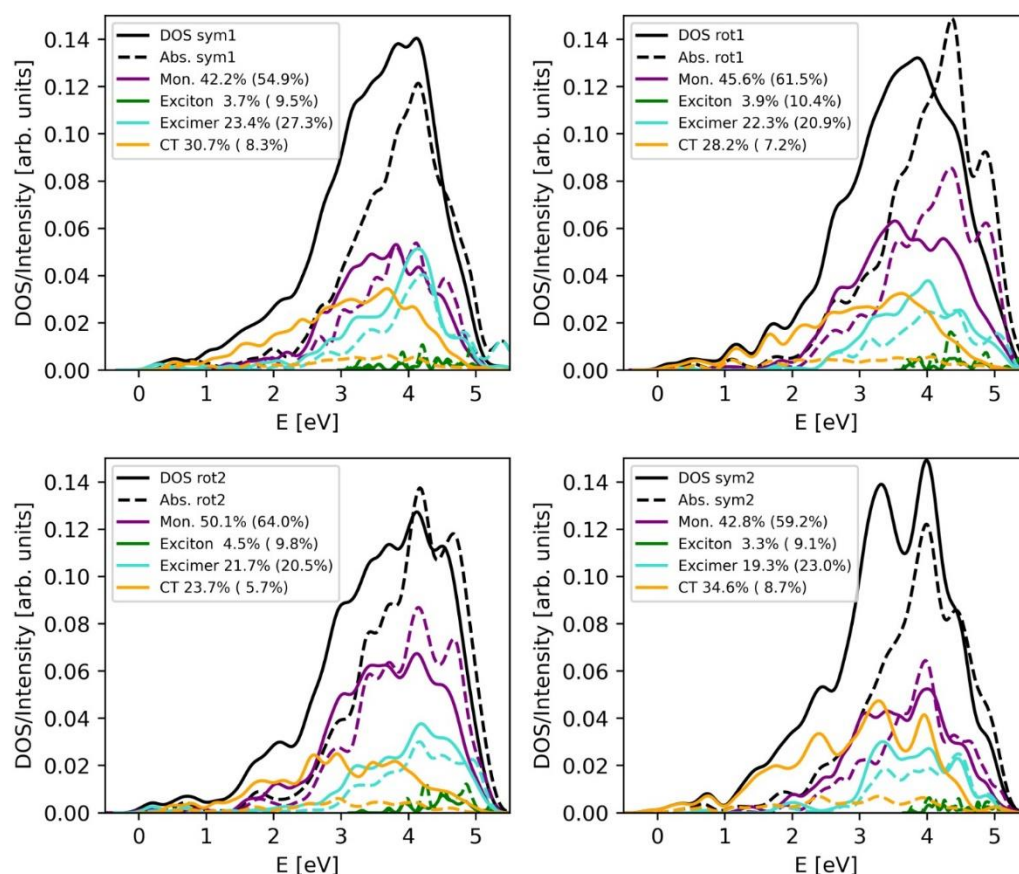 DOS/Intensity [arb. units]
0.14
0.12
0.10
0.08
0.06
0.04
0.02
0.00
DOS sym1
Abs. sym1
Mon. 42.2% (54.9%)
Exciton  3.7% ( 9.5%)
Excimer 23.4% (27.3%)
CT 30.7% ( 8.3%)
0 1 2 3 4 5
E [eV]
DOS/Intensity [arb. units]
0.14
0.12
0.10
0.08
0.06
0.04
0.02
0.00
DOS rot1
Abs. rot1
Mon. 45.6% (61.5%)
Exciton  3.9% (10.4%)
Excimer 22.3% (20.9%)
CT 28.2% ( 7.2%)
0 1 2 3 4 5
E [eV]
DOS/Intensity [arb. units]
0.14
0.12
0.10
0.08
0.06
0.04
0.02
0.00
DOS rot2
Abs. rot2
Mon. 50.1% (64.0%)
Exciton  4.5% ( 9.8%)
Excimer 21.7% (20.5%)
CT 23.7% ( 5.7%)
0 1 2 3 4 5
E [eV]
DOS/Intensity [arb. units]
0.14
0.12
0.10
0.08
0.06
0.04
0.02
0.00
DOS sym2
Abs. sym2
Mon. 42.8% (59.2%)
Exciton  3.3% ( 9.1%)
Excimer 19.3% (23.0%)
CT 34.6% ( 8.7%)
0 1 2 3 4 5
E [eV]